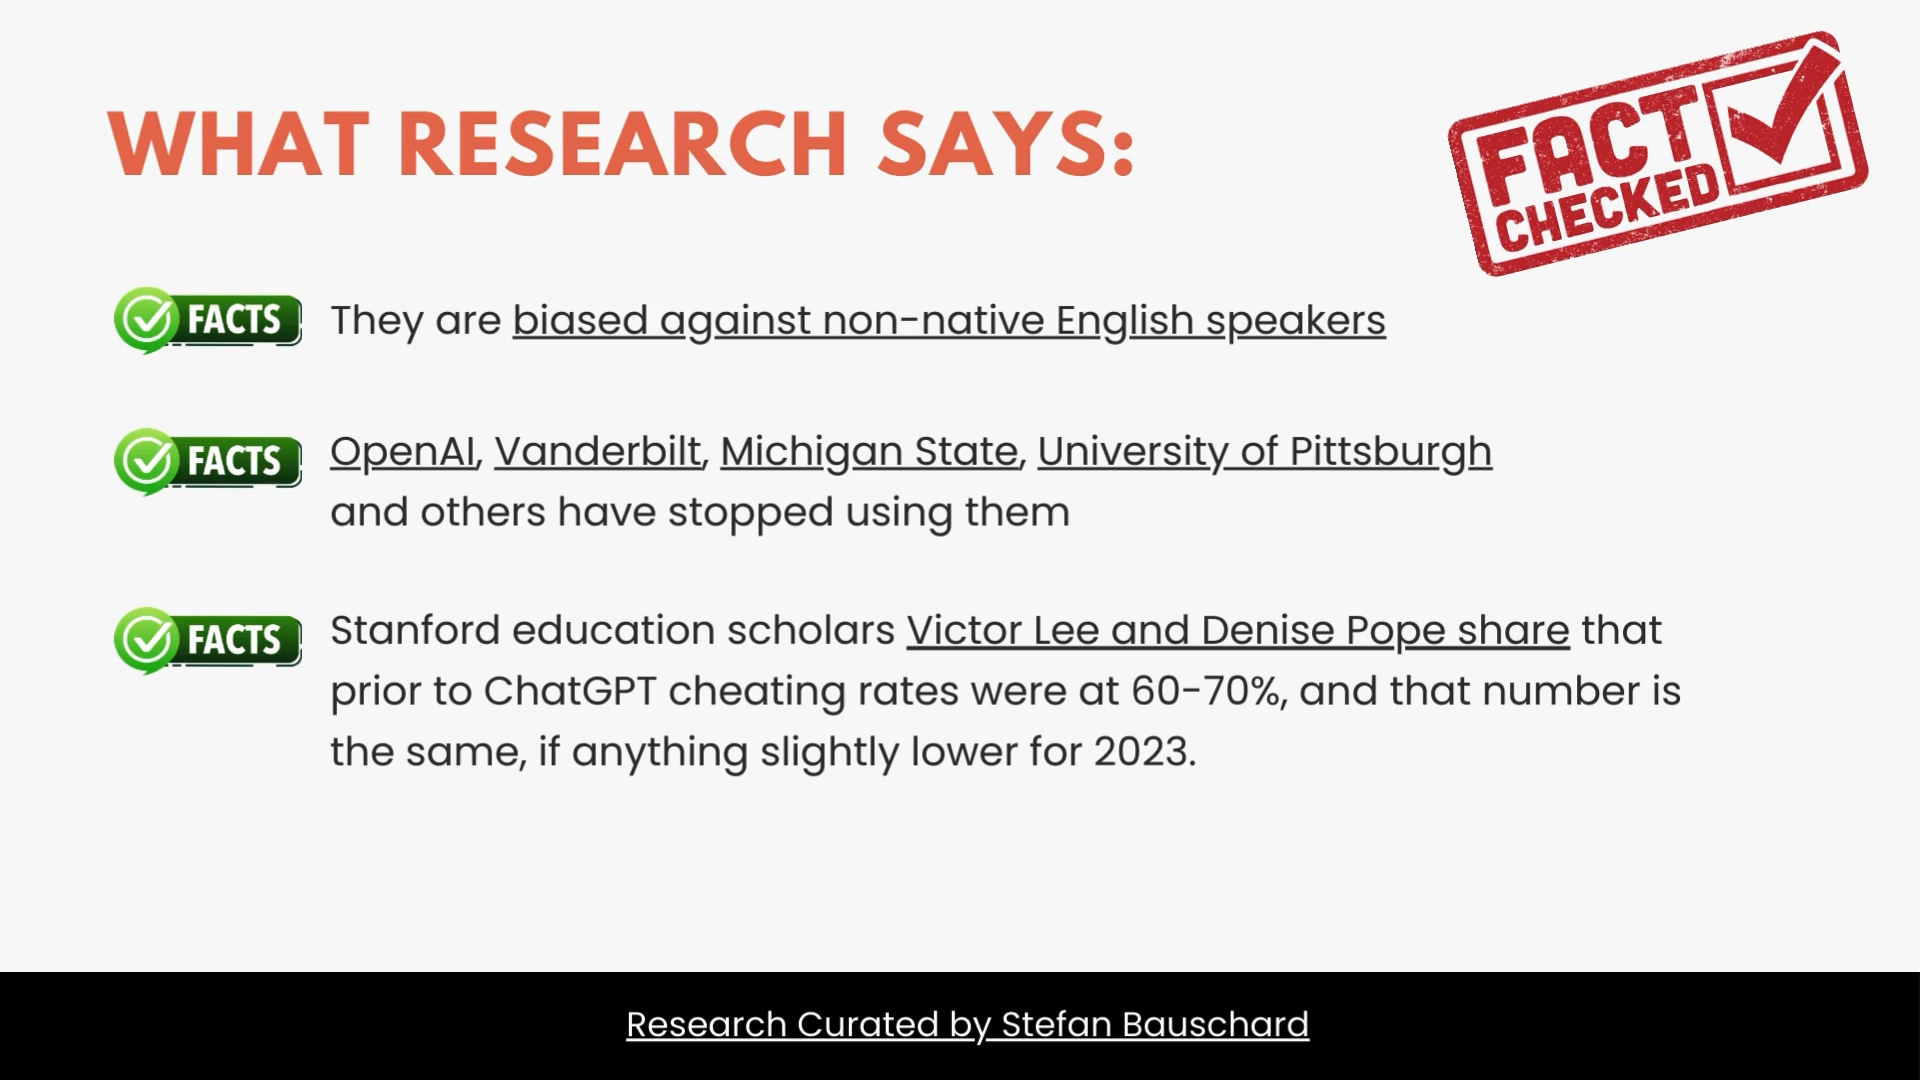 WHAT RESEARCH SAYS:
FACT
CHECKED
FACTS They are biased against non-native English speakers
FACTS OpenAI, Vanderbilt, Michigan State, University of Pittsburgh
and others have stopped using them
FACTS Stanford education scholars Victor Lee and Denise Pope share that
prior to ChatGPT cheating rates were at 60-70%, and that number is
the same, if anything slightly lower for 2023.
Research Curated by Stefan Bauschard